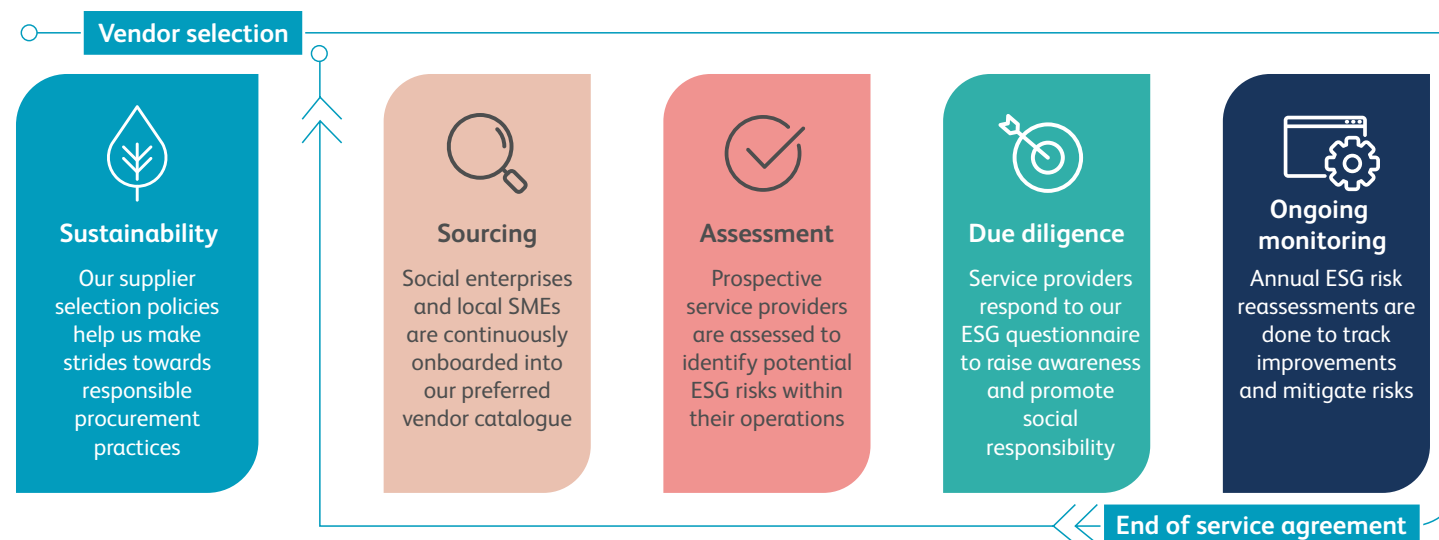 Vendor selection
Sustainability
Our supplier
selection policies
help us make
strides towards
responsible
procurement
practices
Sourcing
Social enterprises
and local SMEs
are continuously
onboarded into
our preferred
vendor catalogue
Assessment
Prospective
service providers
are assessed to
identify potential
ESG risks within
their operations
Due diligence
Service providers
respond to our
ESG questionnaire
to raise awareness
and promote
social
responsibility
Ongoing
monitoring
Annual ESG risk
reassessments are
done to track
improvements
and mitigate risks
End of service agreement